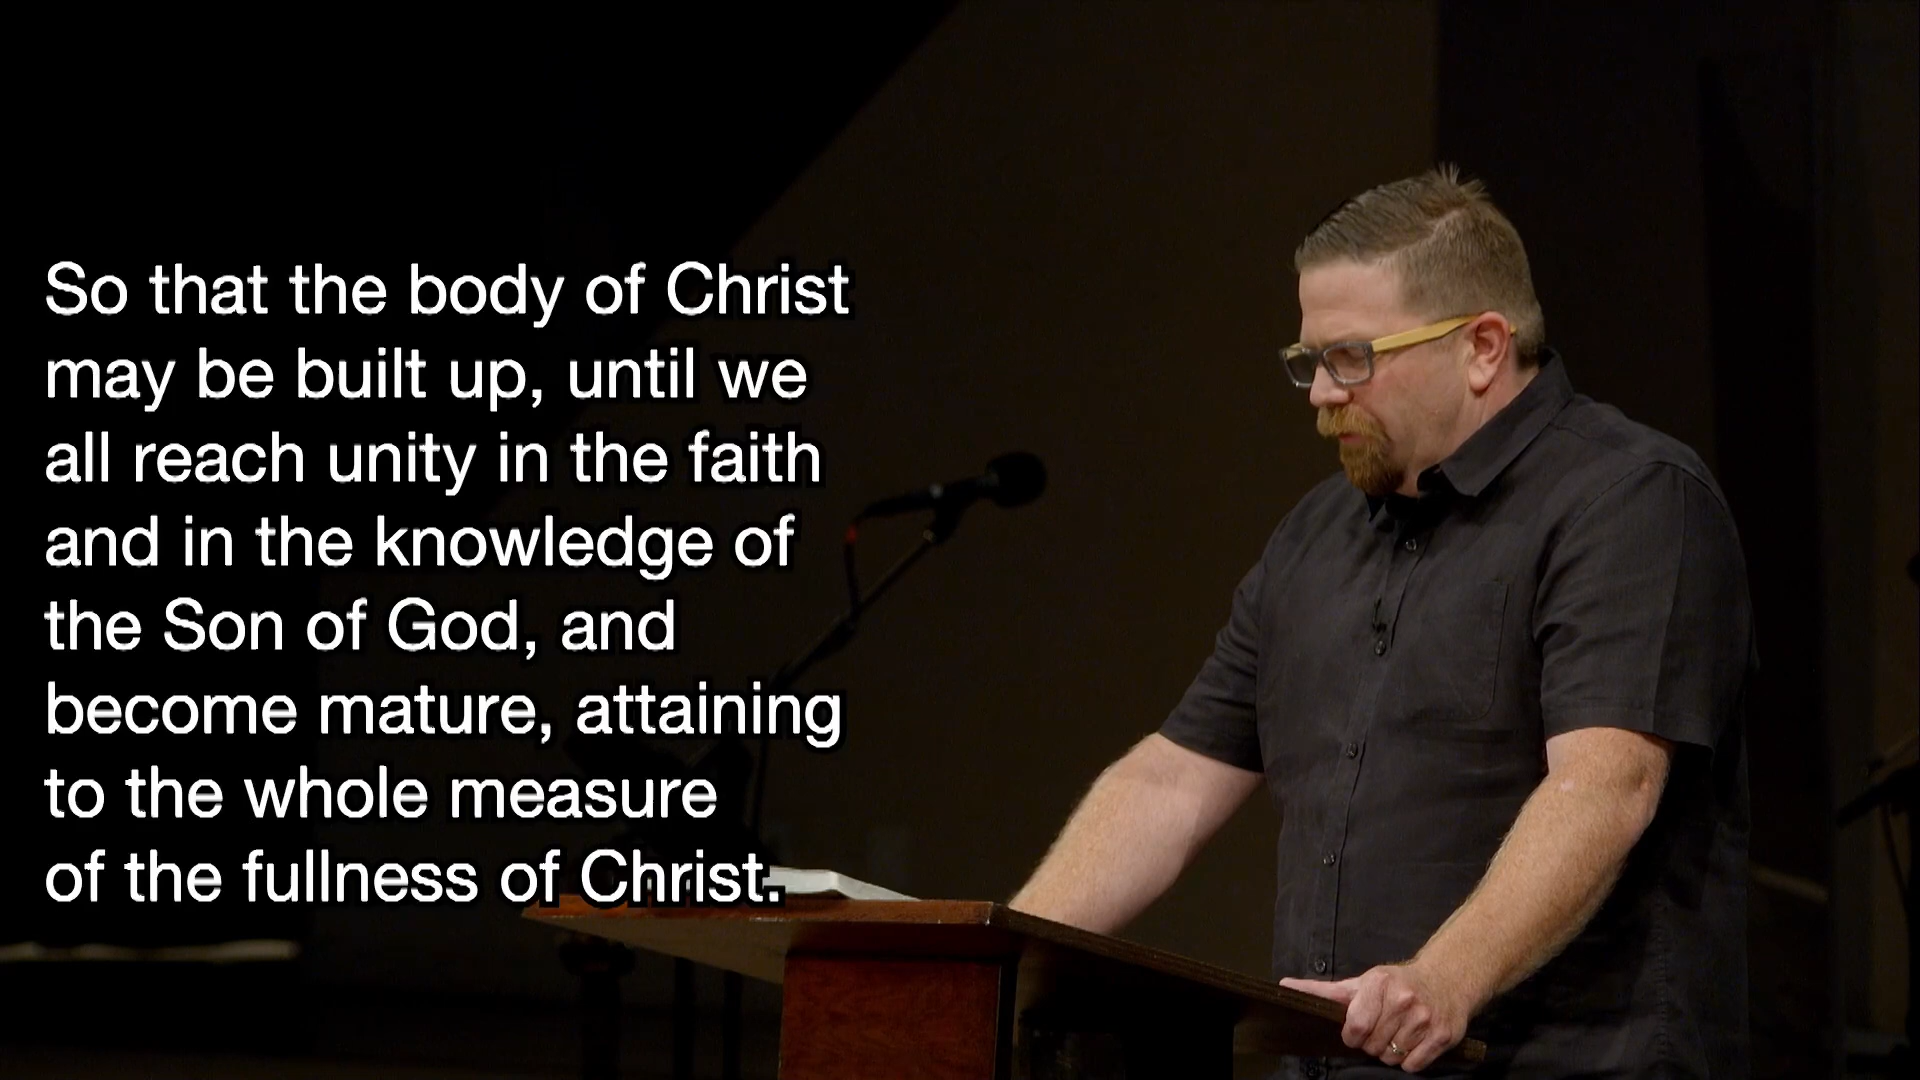 So that the body of Christ
may be built up, until we
all reach unity in the faith
and in the knowledge of
the Son of God, and
become mature, attaining
to the whole measure
of the fullness of Christ.